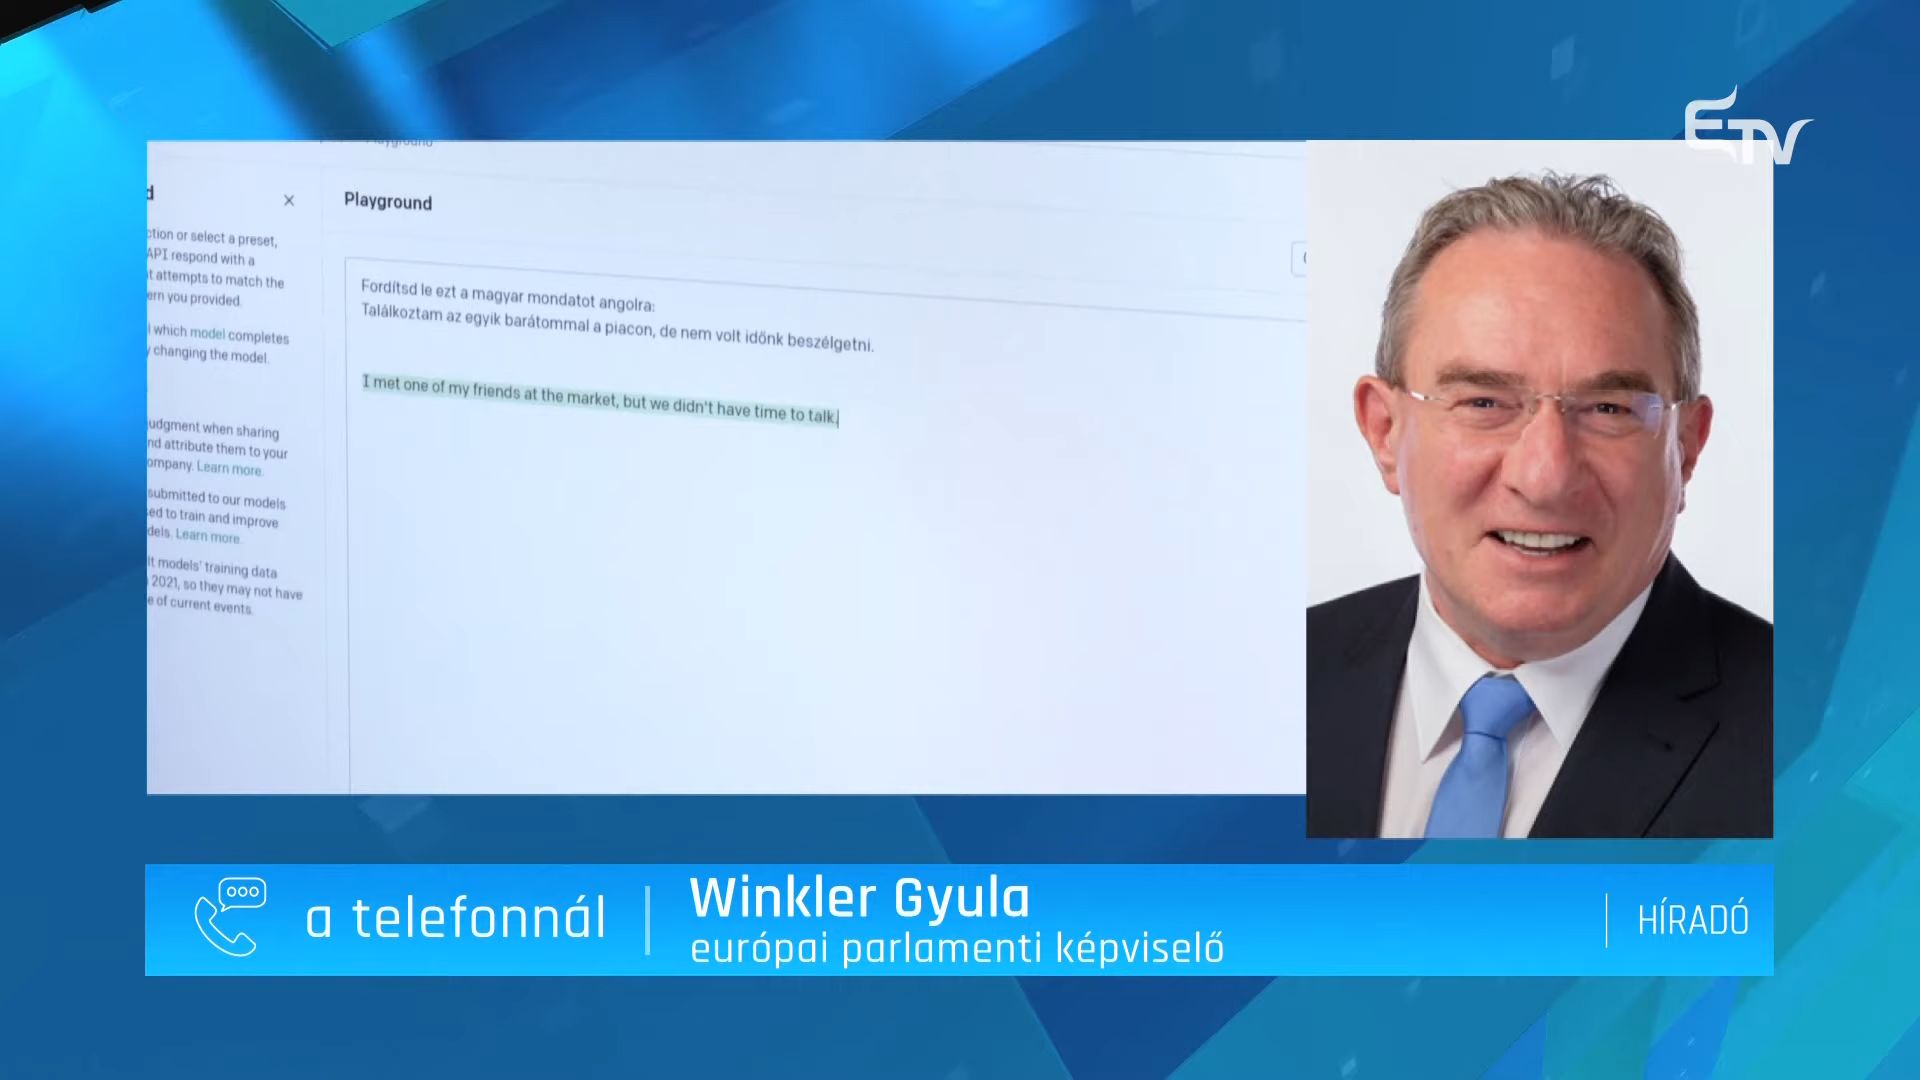 ETV
Playground
Playground
ction or select a preset,
API respond with a
t attempts to match the
ern you provided.
l which model completes
y changing the model.
udgment when sharing
nd attribute them to your
ompany. Learn more.
submitted to our models
ed to train and improve
dels. Learn more.
lt models' training data
2021, so they may not have
e of current events.
Fordítsd le ezt a magyar mondatot angolra:
Találkoztam az egyik barátommal a piacon, de nem volt időnk beszélgetni.
I met one of my friends at the market, but we didn't have time to talk.
a telefonnál
Winkler Gyula
európai parlamenti képviselő
HÍRADÓ